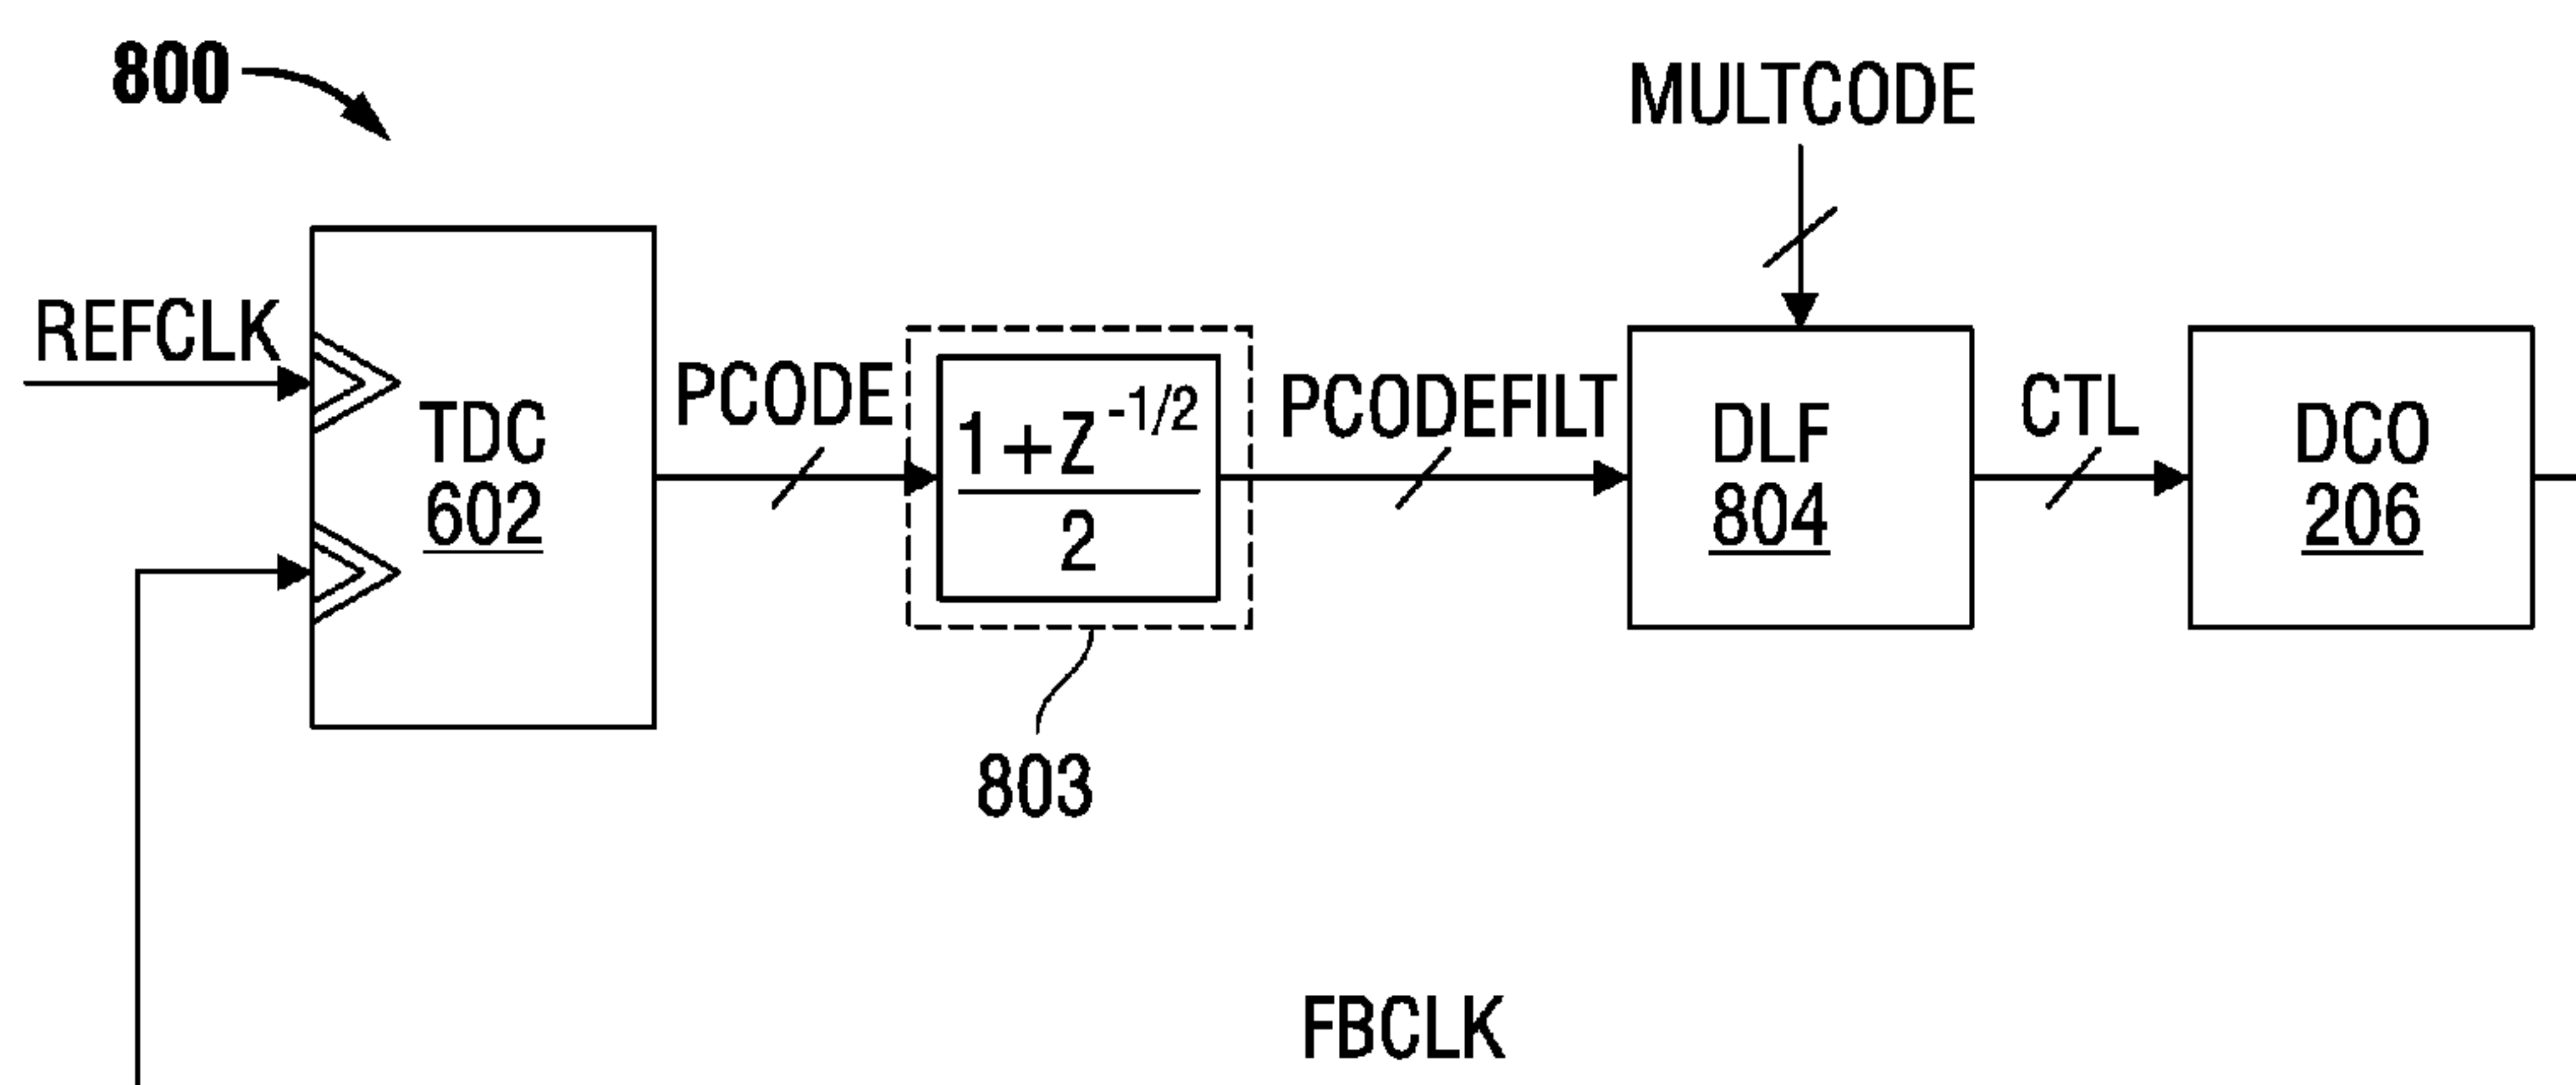 800
MULTCODE
REFCLK
TDC
602
PCODE
1+Z^-1/2
2
PCODEFILT
DLF
804
CTL
DCO
206
803
FBCLK